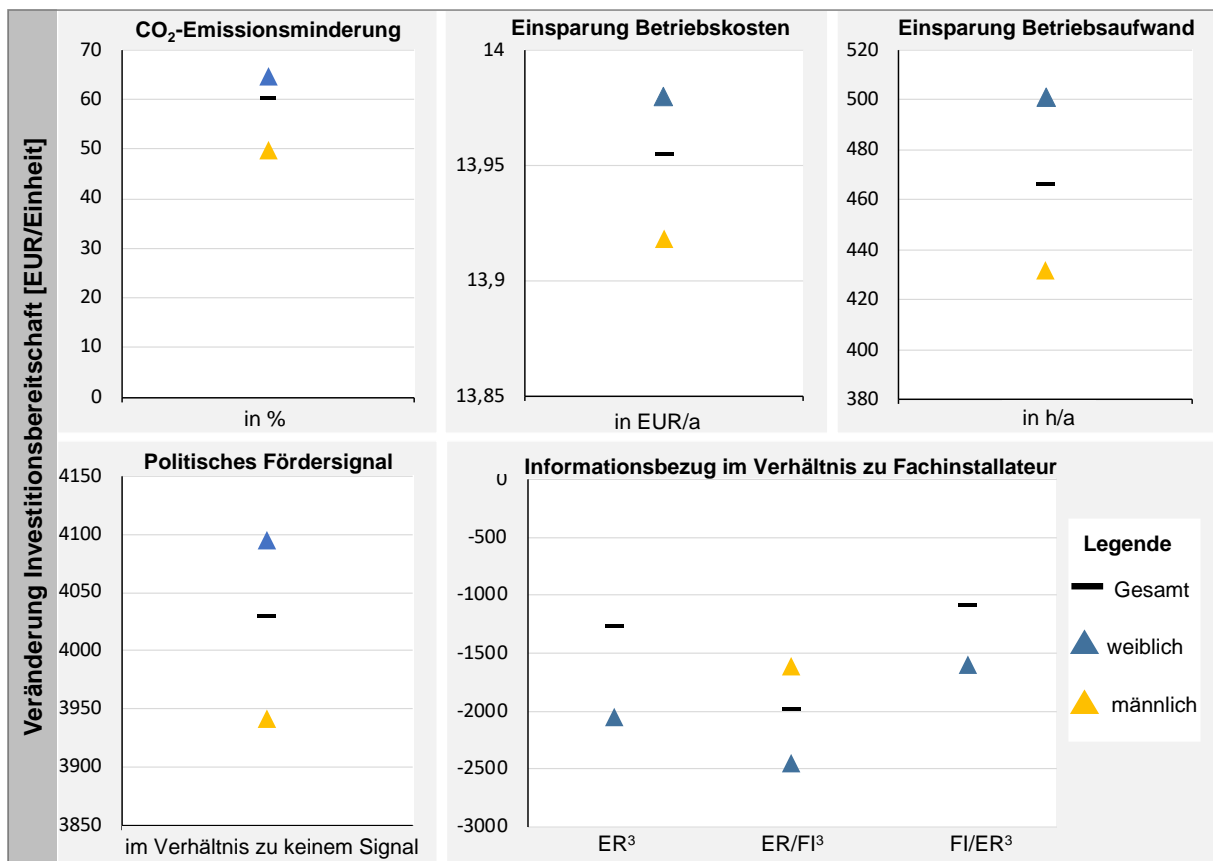 Veränderung Investitionsbereitschaft [EUR/Einheit]
CO₂-Emissionsminderung
70
60
50
40
30
20
10
0
in %
Einsparung Betriebskosten
14
13,95
13,9
13,85
in EUR/a
Einsparung Betriebsaufwand
520
500
480
460
440
420
400
380
in h/a
Politisches Fördersignal
4150
4100
4050
4000
3950
3900
3850
im Verhältnis zu keinem Signal
Informationsbezug im Verhältnis zu Fachinstallateur
0
-500
-1000
-1500
-2000
-2500
-3000
ER³ ER/FI³ FI/ER³
Legende
Gesamt
weiblich
männlich